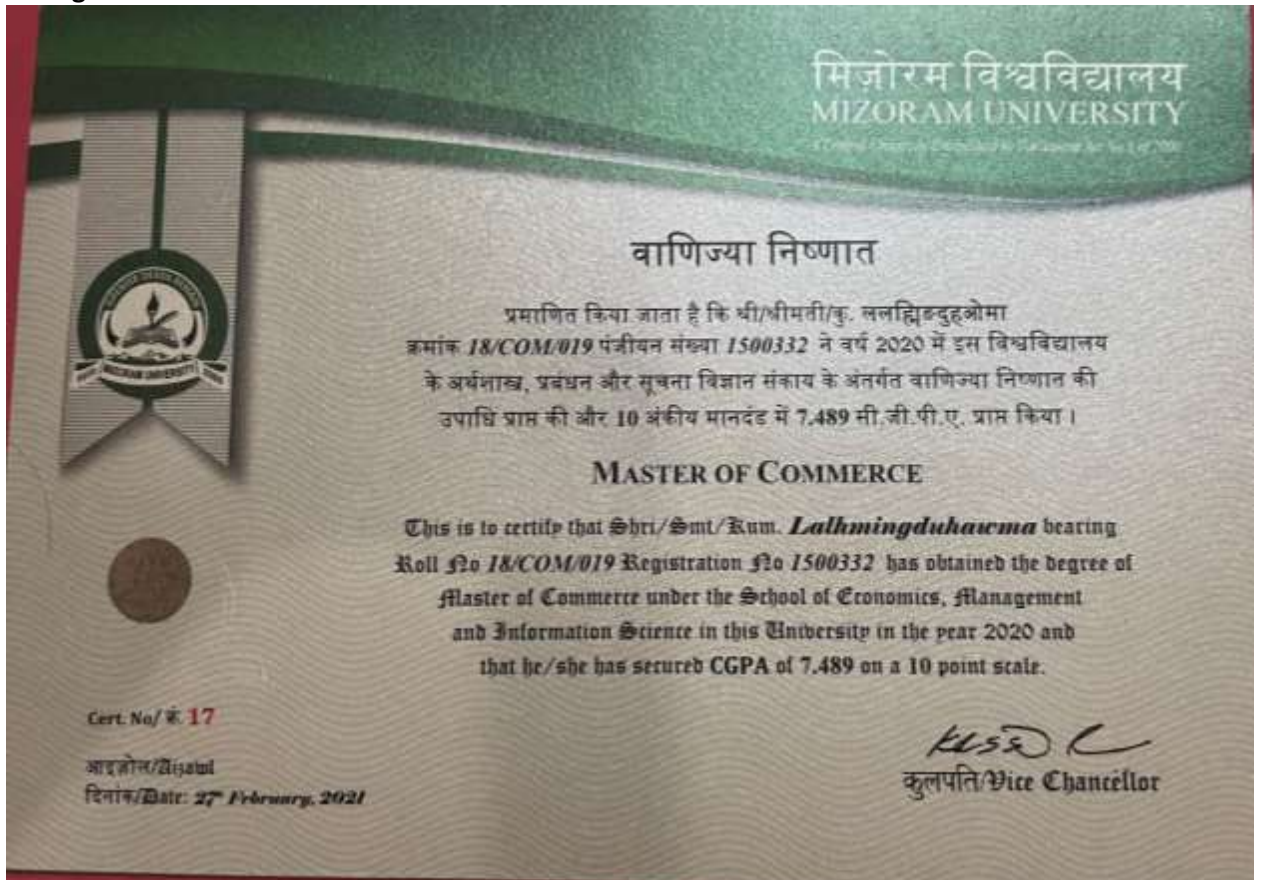 मिज़ोरम विश्वविद्यालय
MIZORAM UNIVERSITY
MIZORAM UNIVERSITY
वाणिज्या निष्णात
प्रमाणित किया जाता है कि श्री/श्रीमती/कु. ललह्मिङदुहओमा
क्रमांक 18/COM/019 पंजीयन संख्या 1500332 ने वर्ष 2020 में इस विश्वविद्यालय
के अर्थशास्त्र, प्रबंधन और सूचना विज्ञान संकाय के अंतर्गत वाणिज्या निष्णात की
उपाधि प्राप्त की और 10 अंकीय मानदंड में 7.489 सी.जी.पी.ए. प्राप्त किया ।
MASTER OF COMMERCE
This is to certify that Shri/Smt/Kum. Lalhmingduhawma bearing
Roll No 18/COM/019 Registration No 1500332 has obtained the degree of
Master of Commerce under the School of Economics, Management
and Information Science in this University in the year 2020 and
that he/she has secured CGPA of 7.489 on a 10 point scale.
Cert. No/ क्रं. 17
आइज़ोल/Aizawl
दिनांक/Date: 27th February, 2021
कुलपति/Vice Chancellor